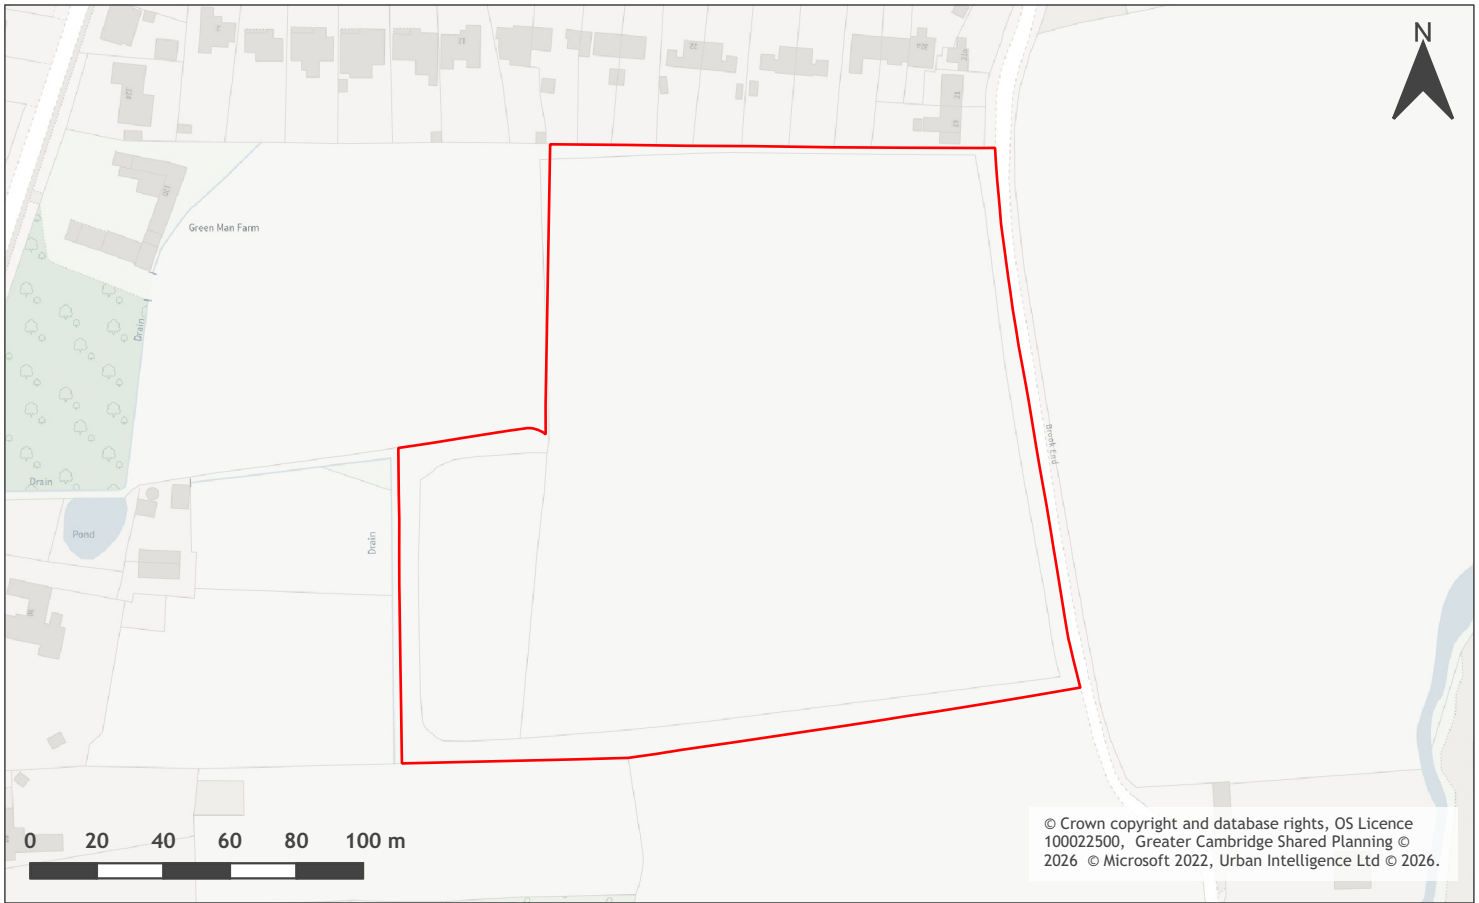 N
Green Man Farm
Drain
Brook End
Drain
Pond
Drain
0 20 40 60 80 100 m
© Crown copyright and database rights, OS Licence
100022500, Greater Cambridge Shared Planning ©
2026 © Microsoft 2022, Urban Intelligence Ltd © 2026.